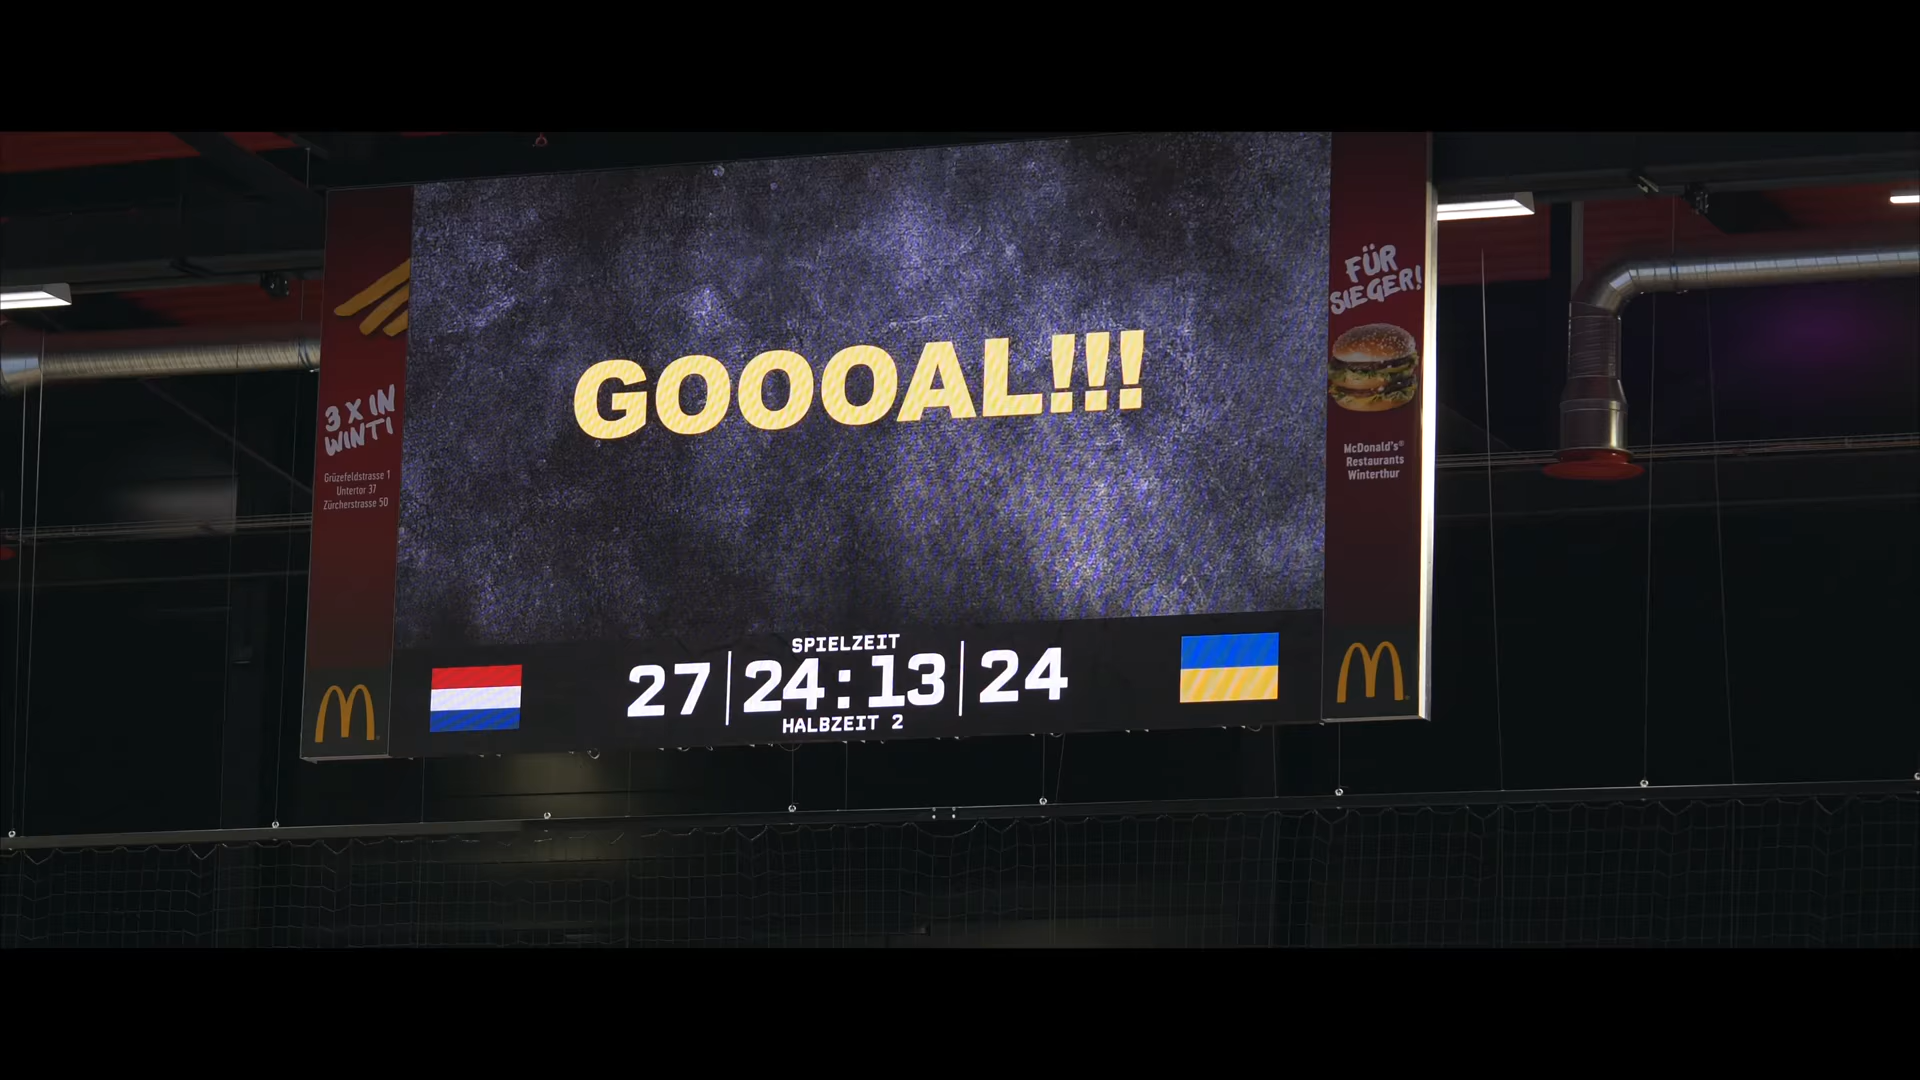 GOOOAL!!!
3 X IN
WINTI
Grüzefeldstrasse 1
Untertor 37
Zürcherstrasse 50
FÜR
SIEGER!
McDonald's®
Restaurants
Winterthur
SPIELZEIT
27 24:13 24
HALBZEIT 2